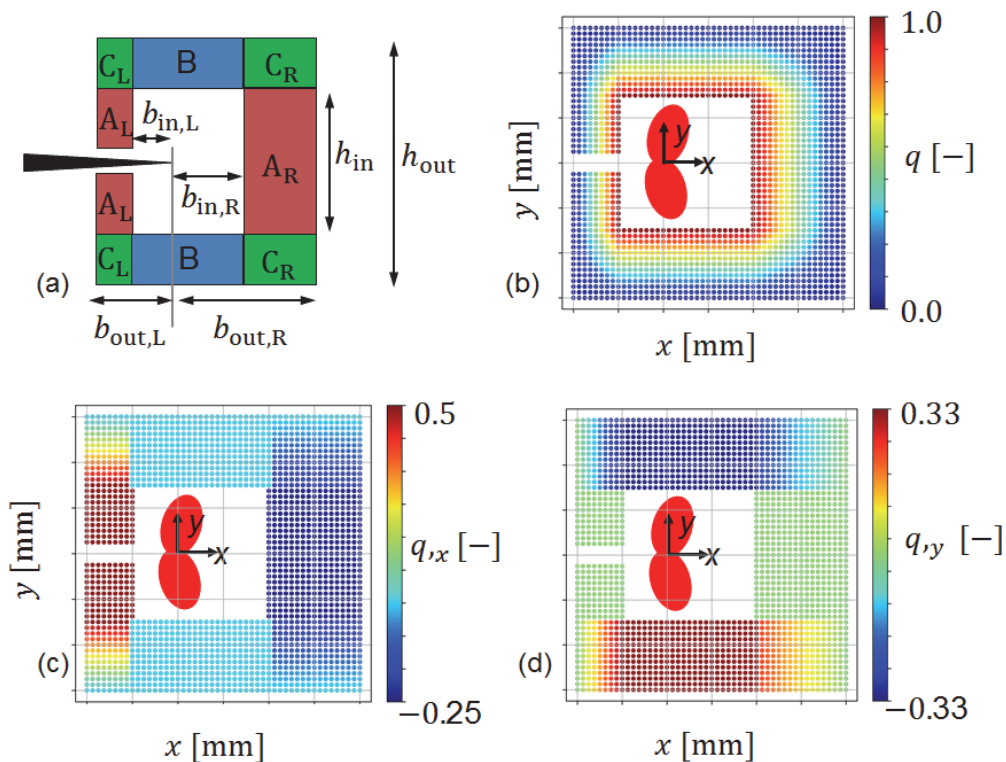 C_L B C_R
A_L b_in,L
h_in h_out
A_R
b_in,R
A_L
C_L B C_R
(a)
b_out,L b_out,R
1.0
y [mm]
y
x
q [−]
(b)
0.0
x [mm]
0.5
y [mm]
y
x
q,x [−]
(c)
−0.25
x [mm]
0.33
y
x
q,y [−]
(d)
−0.33
x [mm]